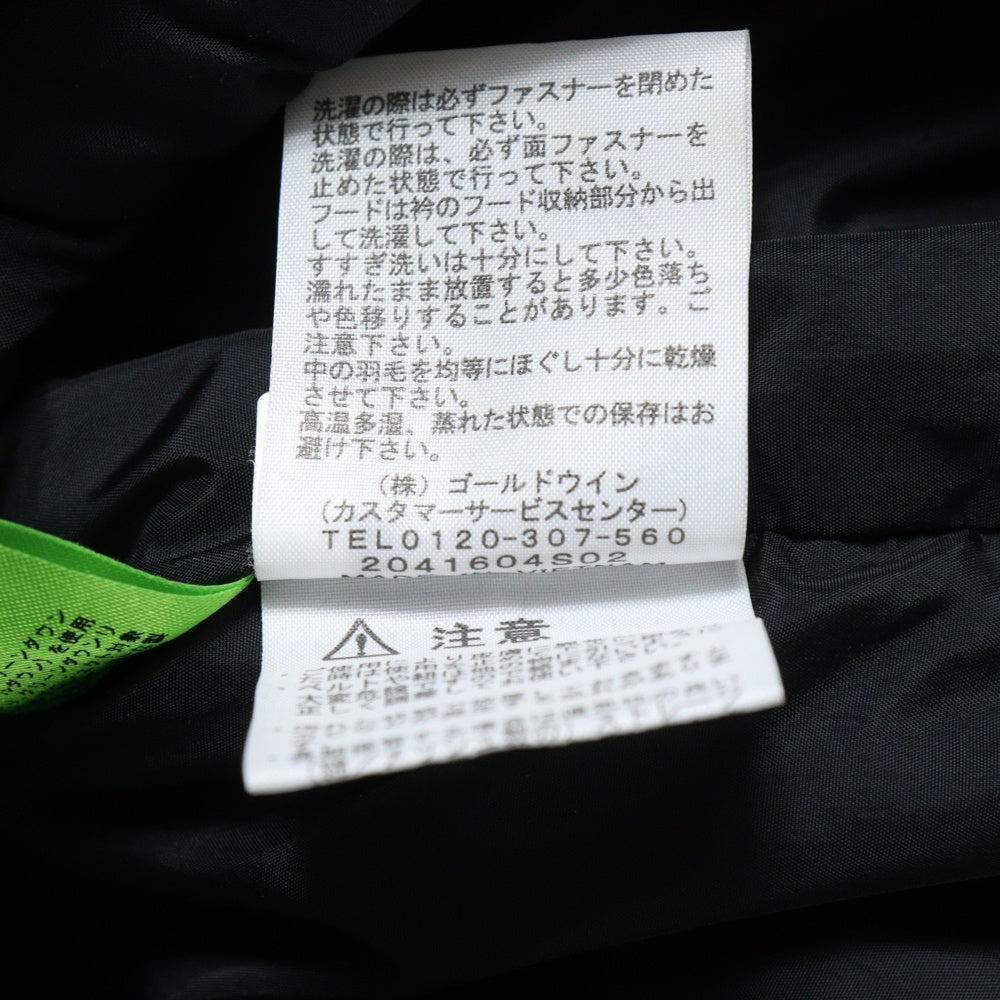 洗濯の際は必ずファスナーを閉めた
状態で行って下さい。
洗濯の際は、必ず面ファスナーを
止めた状態で行って下さい。
フードは衿のフード収納部分から出
して洗濯して下さい。
すすぎ洗いは十分にして下さい。
濡れたまま放置すると多少色落ち
や色移りすることがあります。ご
注意下さい。
中の羽毛を均等にほぐし十分に乾燥
させて下さい。
高温多湿、蒸れた状態での保存はお
避け下さい。
（株）ゴールドウイン
(カスタマーサービスセンター)
TEL0120-307-560
2041604S02
注意
ーンダウン
を使用